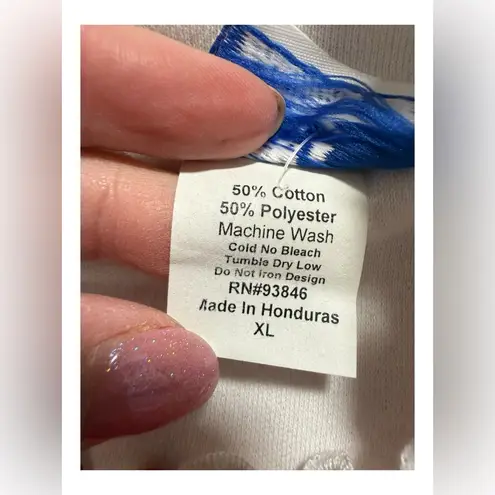 50% Cotton
50% Polyester
Machine Wash
Cold No Bleach
Tumble Dry Low
Do Not Iron Design
RN#93846
Made In Honduras
XL